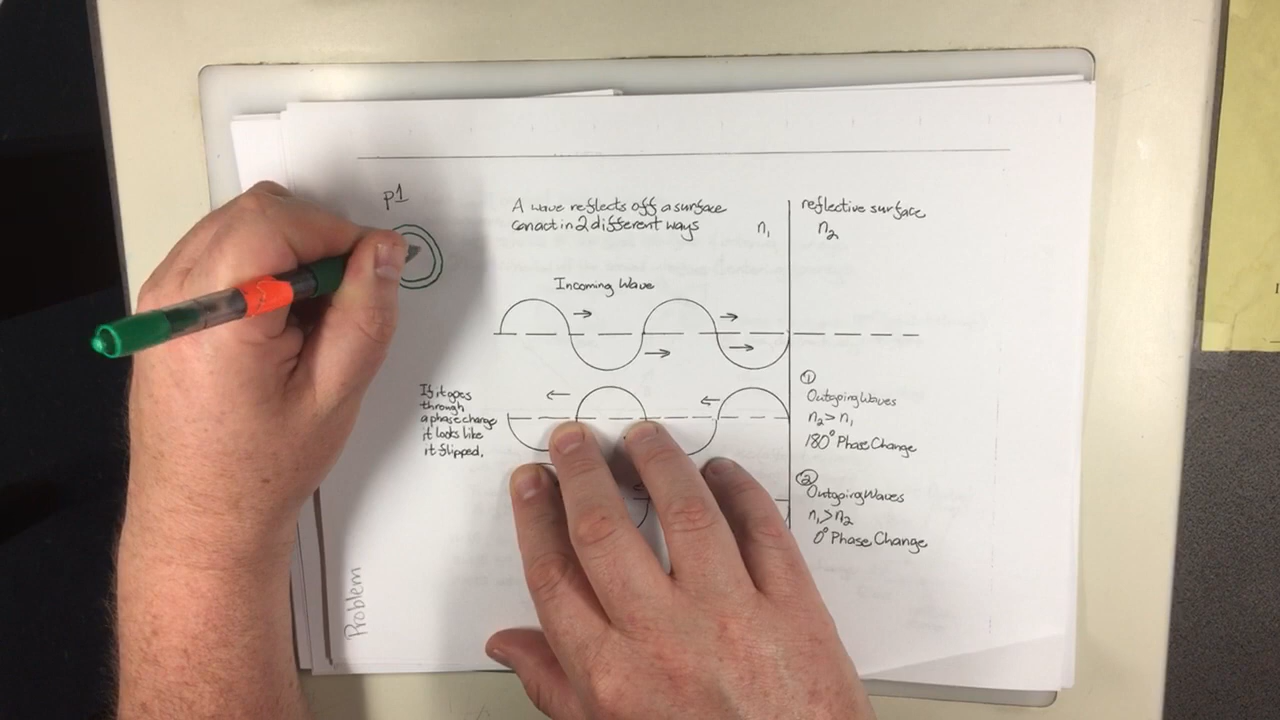 p1
A wave reflects off a surface
can act in 2 different ways
n₁
reflective surface
n₂
Incoming Wave
If it goes
through
a phase change
it looks like
it flipped.
①
Outgoing Waves
n₂ > n₁
180° Phase Change
②
Outgoing Waves
n₁ > n₂
0° Phase Change
Problem